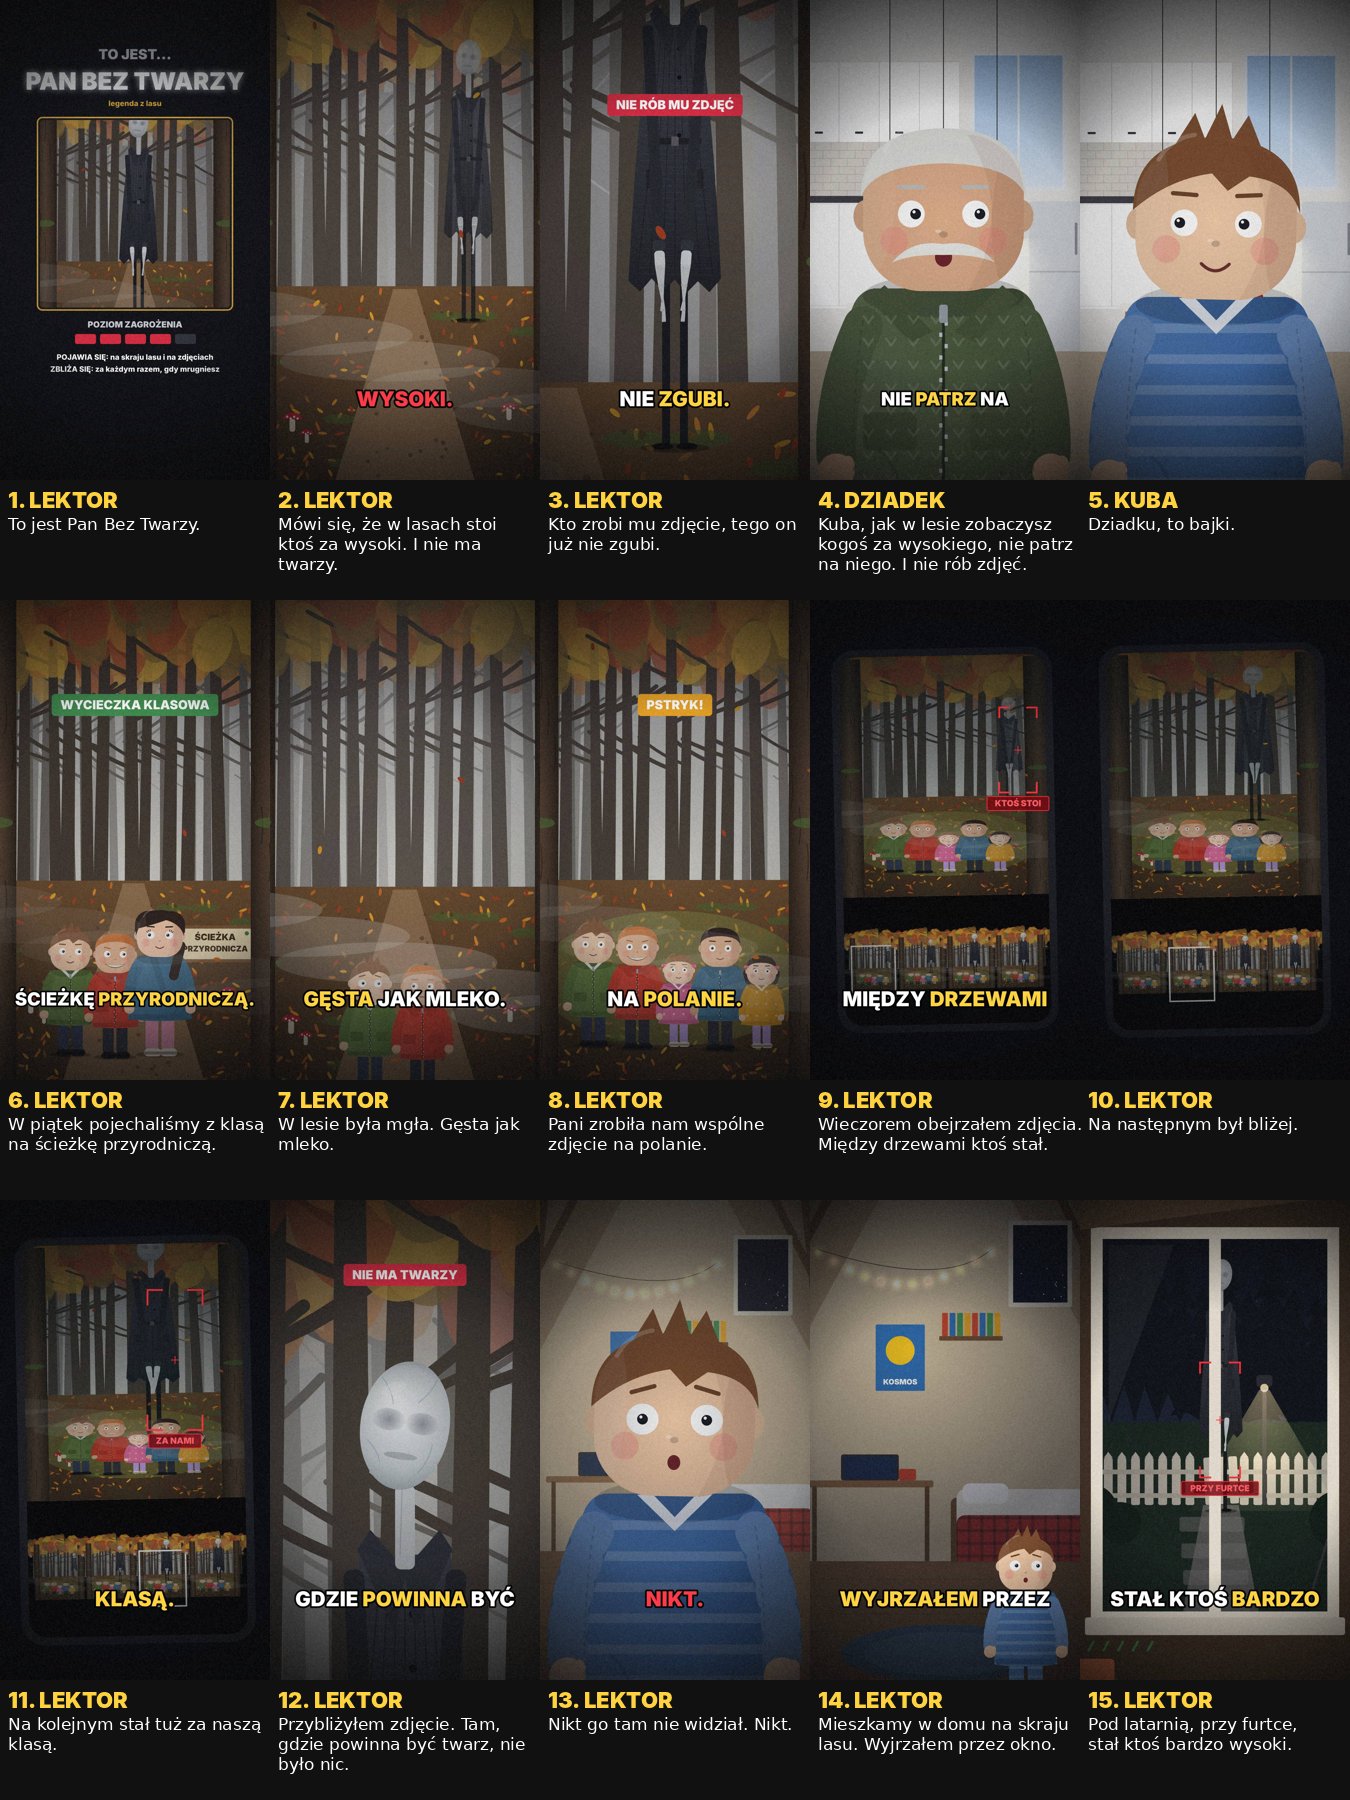 TO JEST...
PAN BEZ TWARZY
legenda z lasu
POZIOM ZAGROŻENIA
POJAWIA SIĘ: na skraju lasu i na zdjęciach
ZBLIŻA SIĘ: za każdym razem, gdy mrugniesz
WYSOKI.
NIE RÓB MU ZDJĘĆ
NIE ZGUBI.
NIE PATRZ NA
1. LEKTOR
To jest Pan Bez Twarzy.
2. LEKTOR
Mówi się, że w lasach stoi
ktoś za wysoki. I nie ma
twarzy.
3. LEKTOR
Kto zrobi mu zdjęcie, tego on
już nie zgubi.
4. DZIADEK
Kuba, jak w lesie zobaczysz
kogoś za wysokiego, nie patrz
na niego. I nie rób zdjęć.
5. KUBA
Dziadku, to bajki.
WYCIECZKA KLASOWA
ŚCIEŻKA
PRZYRODNICZA
ŚCIEŻKĘ PRZYRODNICZĄ.
GĘSTA JAK MLEKO.
PSTRYK!
NA POLANIE.
KTOŚ STOI
MIĘDZY DRZEWAMI
6. LEKTOR
W piątek pojechaliśmy z klasą
na ścieżkę przyrodniczą.
7. LEKTOR
W lesie była mgła. Gęsta jak
mleko.
8. LEKTOR
Pani zrobiła nam wspólne
zdjęcie na polanie.
9. LEKTOR
Wieczorem obejrzałem zdjęcia.
Między drzewami ktoś stał.
10. LEKTOR
Na następnym był bliżej.
ZA NAMI
KLASĄ.
NIE MA TWARZY
GDZIE POWINNA BYĆ
NIKT.
KOSMOS
WYJRZAŁEM PRZEZ
PRZY FURTCE
STAŁ KTOŚ BARDZO
11. LEKTOR
Na kolejnym stał tuż za naszą
klasą.
12. LEKTOR
Przybliżyłem zdjęcie. Tam,
gdzie powinna być twarz, nie
było nic.
13. LEKTOR
Nikt go tam nie widział. Nikt.
14. LEKTOR
Mieszkamy w domu na skraju
lasu. Wyjrzałem przez okno.
15. LEKTOR
Pod latarnią, przy furtce,
stał ktoś bardzo wysoki.